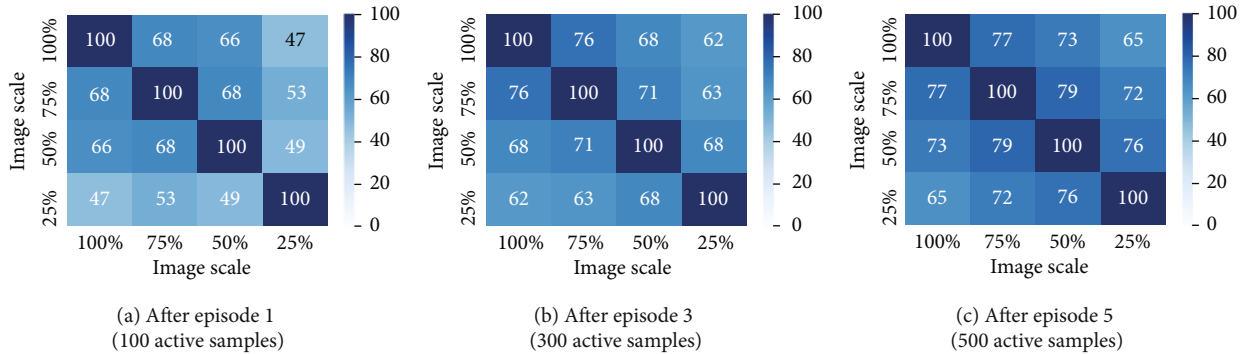 Image scale
100%
75%
50%
25%
100 68 66 47
68 100 68 53
66 68 100 49
47 53 49 100
100% 75% 50% 25%
Image scale
100
80
60
40
20
0
(a) After episode 1
(100 active samples)
Image scale
100%
75%
50%
25%
100 76 68 62
76 100 71 63
68 71 100 68
62 63 68 100
100% 75% 50% 25%
Image scale
100
80
60
40
20
0
(b) After episode 3
(300 active samples)
Image scale
100%
75%
50%
25%
100 77 73 65
77 100 79 72
73 79 100 76
65 72 76 100
100% 75% 50% 25%
Image scale
100
80
60
40
20
0
(c) After episode 5
(500 active samples)